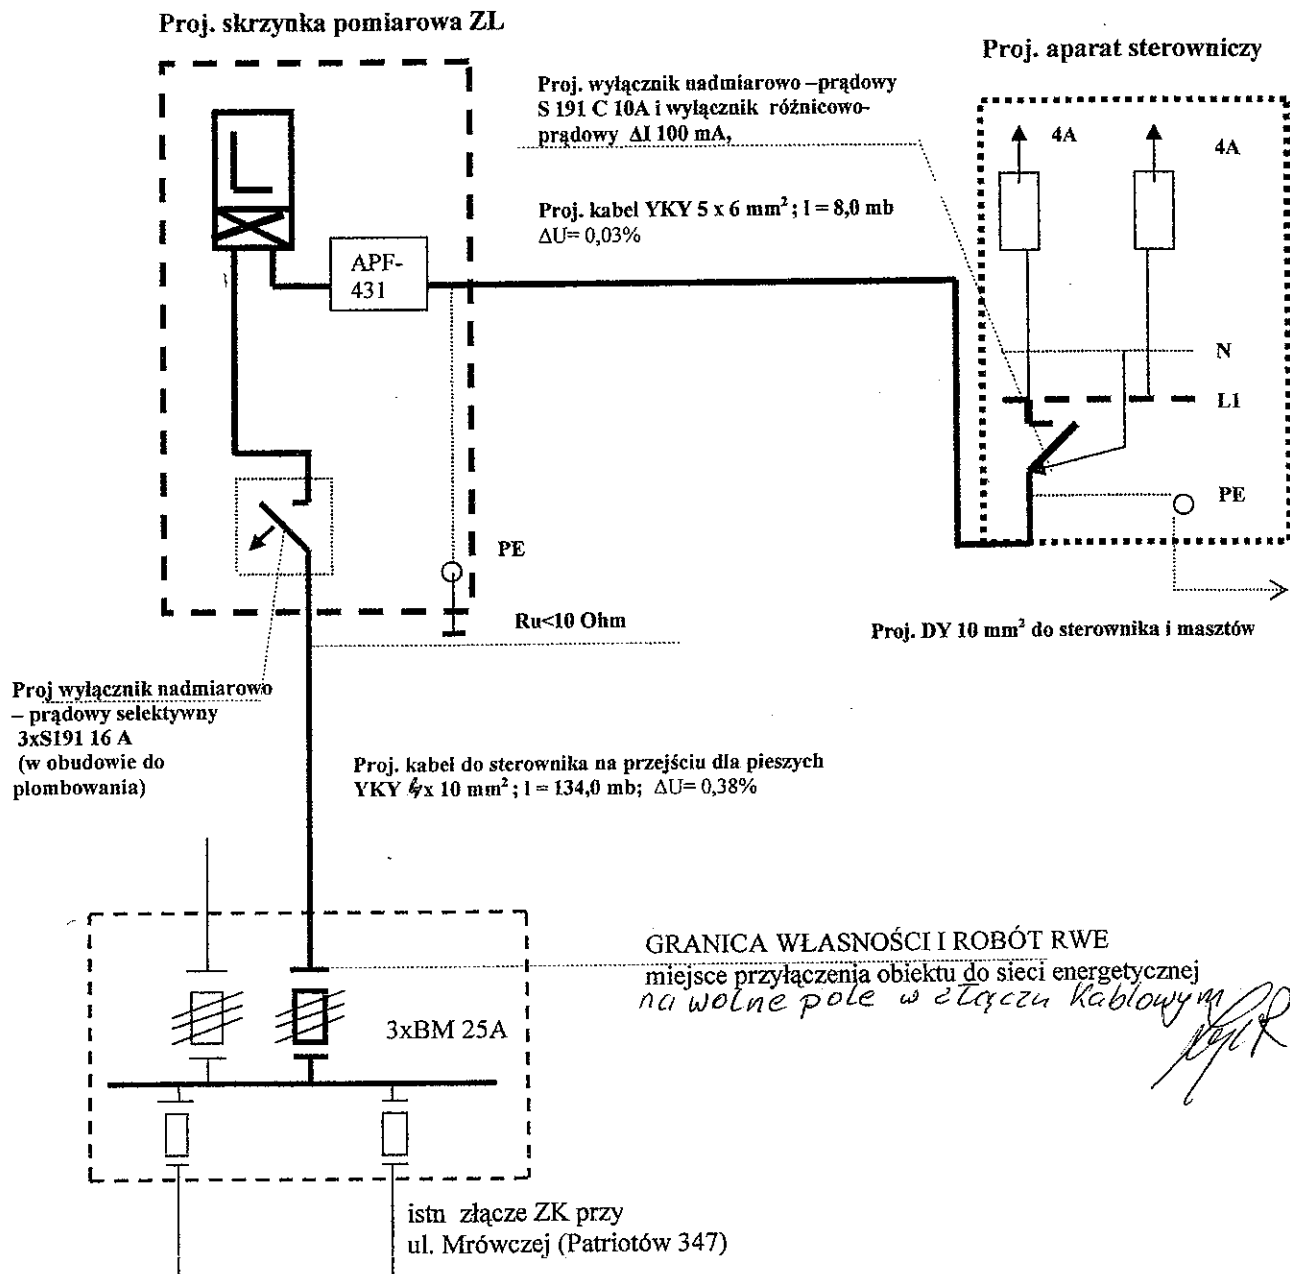 Proj. skrzynka pomiarowa ZL
Proj. aparat sterowniczy
Proj. wyłącznik nadmiarowo –prądowy
S 191 C 10A i wyłącznik różnicowo-
prądowy ΔI 100 mA,
4A
4A
Proj. kabel YKY 5 x 6 mm²; l = 8,0 mb
ΔU= 0,03%
APF-
431
N
L1
PE
PE
Ru<10 Ohm
Proj. DY 10 mm² do sterownika i masztów
Proj wyłącznik nadmiarowo
– prądowy selektywny
3xS191 16 A
(w obudowie do
plombowania)
Proj. kabel do sterownika na przejściu dla pieszych
YKY x 10 mm²; l = 134,0 mb; ΔU= 0,38%
GRANICA WŁASNOŚCI I ROBÓT RWE
miejsce przyłączenia obiektu do sieci energetycznej
na wolne pole w złączu kablowym
3xBM 25A
istn złącze ZK przy
ul. Mrówczej (Patriotów 347)